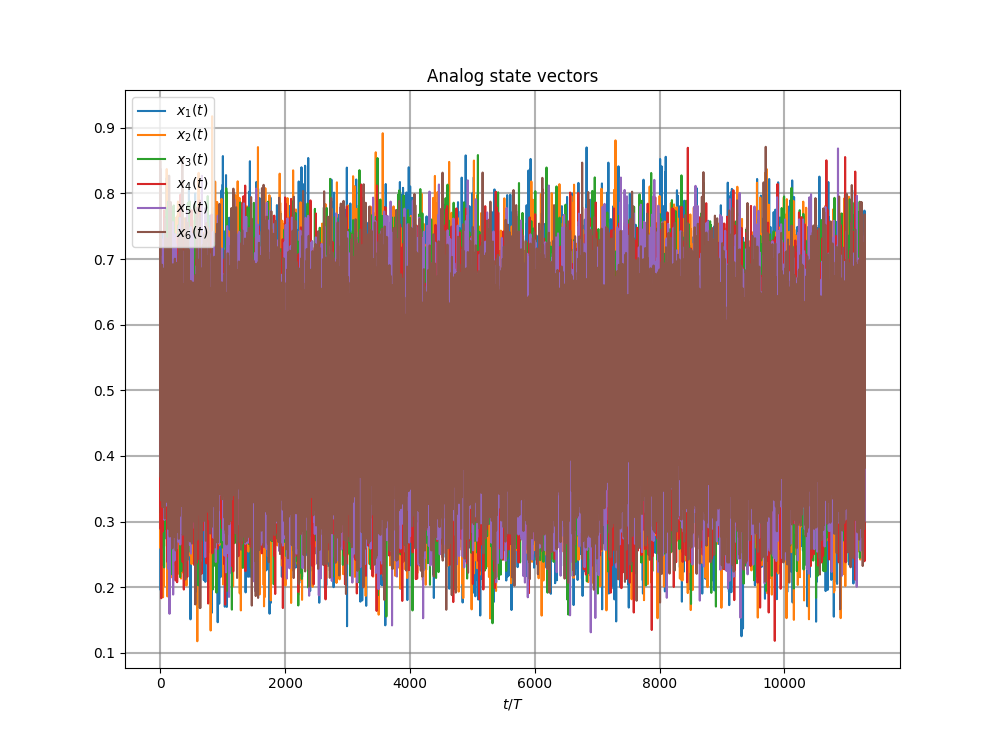 Analog state vectors
x₁(t)
x₂(t)
x₃(t)
x₄(t)
x₅(t)
x₆(t)
0.9
0.8
0.7
0.6
0.5
0.4
0.3
0.2
0.1
0 2000 4000 6000 8000 10000
t/T